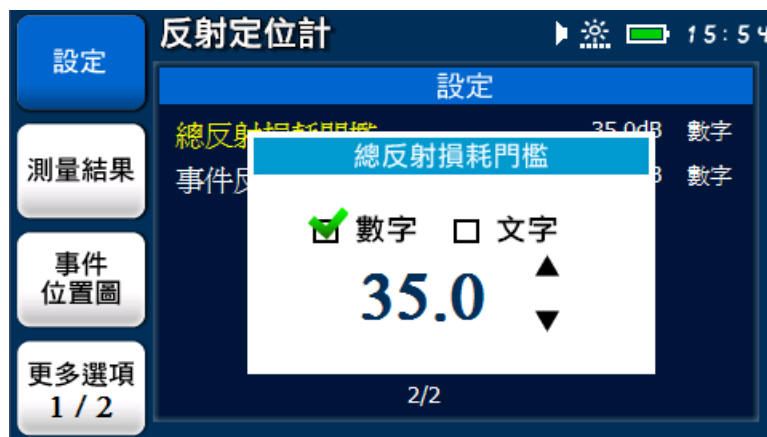 設定
反射定位計
15:54
設定
總反射損耗門檻
35.0dB 數字
事件反
數字
總反射損耗門檻
數字 文字
35.0
2/2
測量結果
事件
位置圖
更多選項
1 / 2